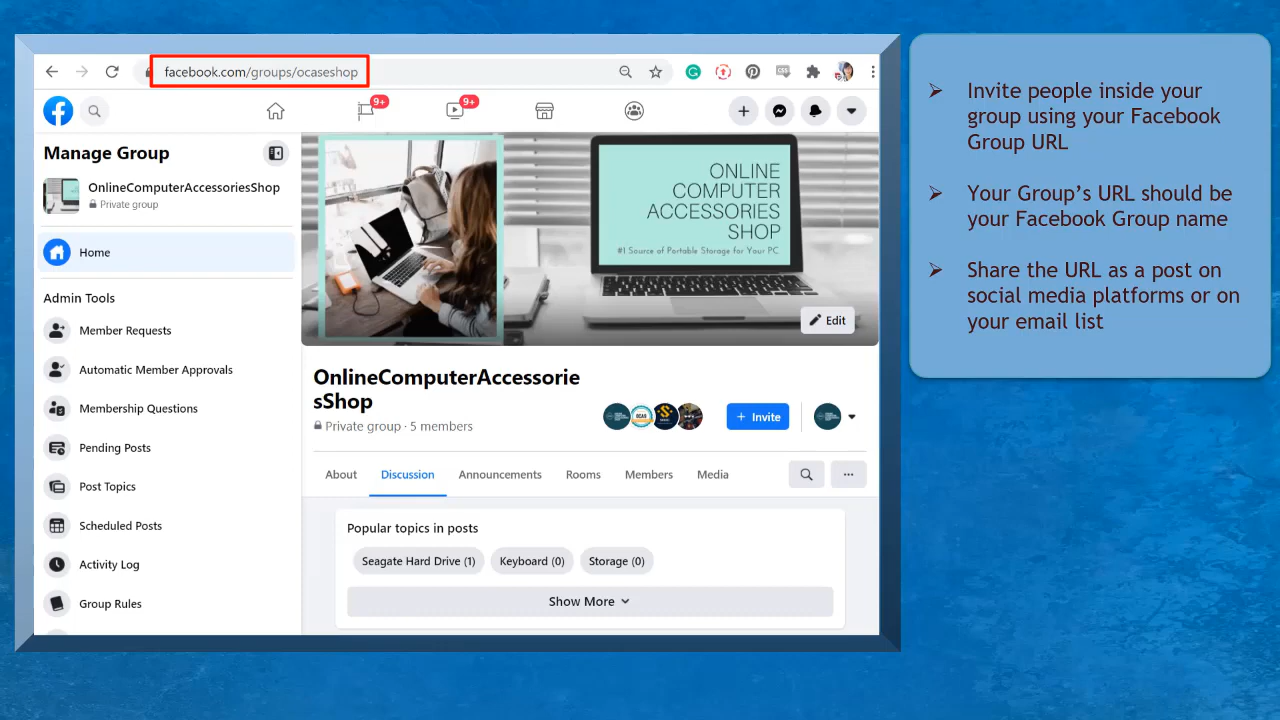 facebook.com/groups/ocaseshop
9+
9+
Manage Group
OnlineComputerAccessoriesShop
Private group
Home
Admin Tools
Member Requests
Automatic Member Approvals
Membership Questions
Pending Posts
Post Topics
Scheduled Posts
Activity Log
Group Rules
ONLINE
COMPUTER
ACCESSORIES
SHOP
#1 Source of Portable Storage for Your PC
Edit
OnlineComputerAccessorie
sShop
Private group · 5 members
+ Invite
About Discussion Announcements Rooms Members Media
Popular topics in posts
Seagate Hard Drive (1) Keyboard (0) Storage (0)
Show More
➤ Invite people inside your
group using your Facebook
Group URL
➤ Your Group’s URL should be
your Facebook Group name
➤ Share the URL as a post on
social media platforms or on
your email list